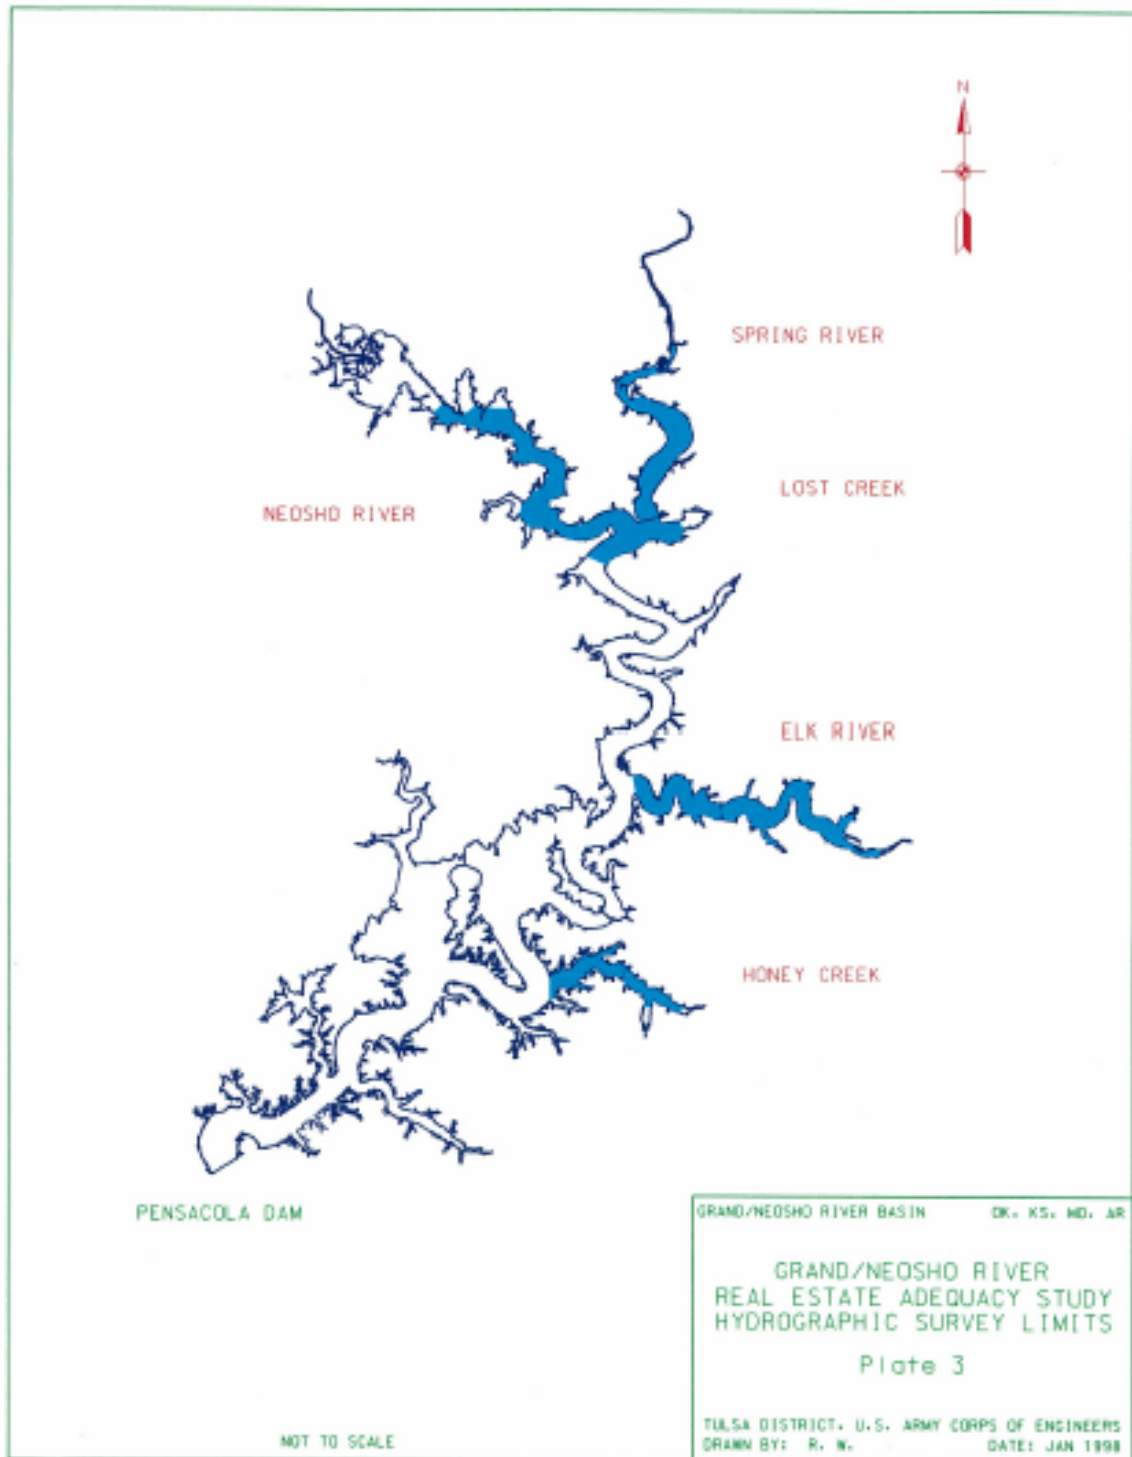 N
SPRING RIVER
LOST CREEK
NEOSHO RIVER
ELK RIVER
HONEY CREEK
PENSACOLA DAM
GRAND/NEOSHO RIVER BASIN OK. KS. MO. AR
GRAND/NEOSHO RIVER
REAL ESTATE ADEQUACY STUDY
HYDROGRAPHIC SURVEY LIMITS
Plate 3
NOT TO SCALE
TULSA DISTRICT. U.S. ARMY CORPS OF ENGINEERS
DRAWN BY: R. W. DATE: JAN 1998